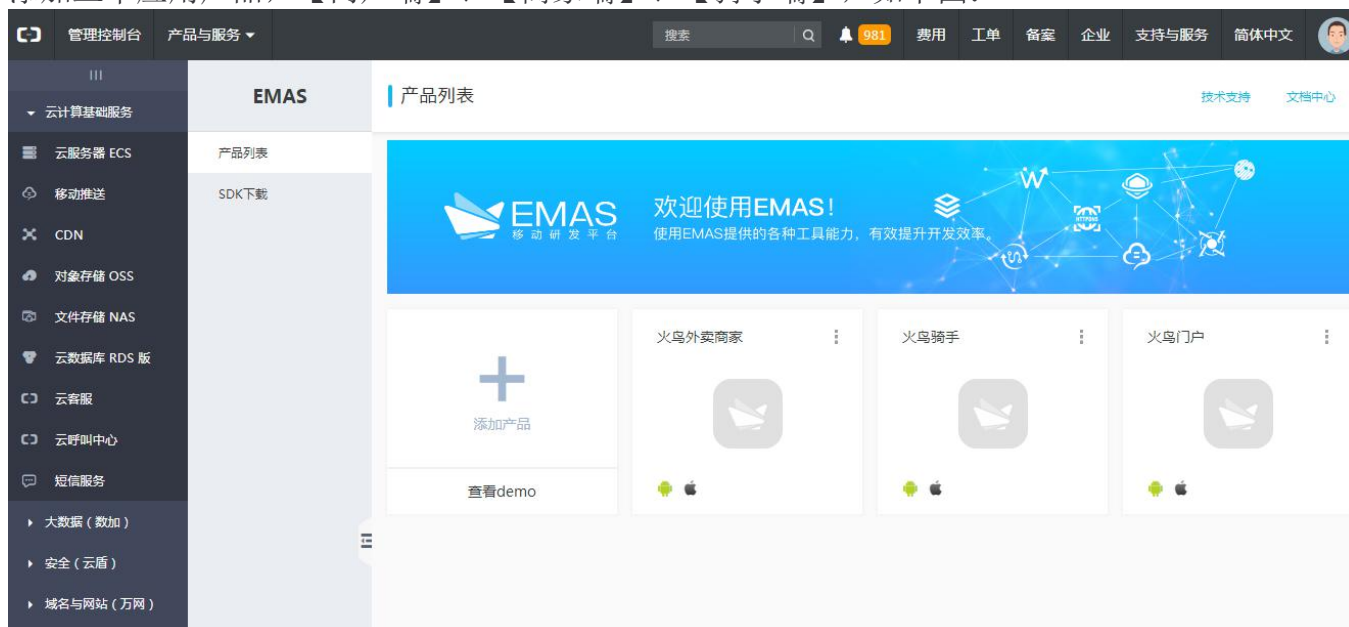 管理控制台 产品与服务 搜索 981 费用 工单 备案 企业 支持与服务 简体中文
云计算基础服务
云服务器 ECS
移动推送
CDN
对象存储 OSS
文件存储 NAS
云数据库 RDS 版
云客服
云呼叫中心
短信服务
大数据 ( 数加 )
安全 ( 云盾 )
域名与网站 ( 万网 )
EMAS
产品列表
SDK下载
产品列表
技术支持 文档中心
EMAS
移动研发平台
欢迎使用EMAS!
使用EMAS提供的各种工具能力，有效提升开发效率。
HTTPDNS
添加产品
查看demo
火鸟外卖商家
火鸟骑手
火鸟门户